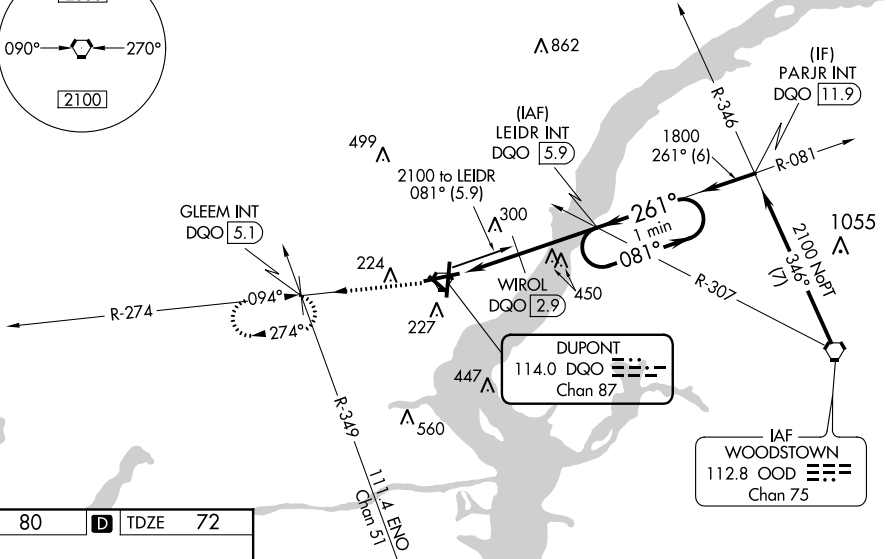 090°
270°
2100
862
(IF)
PARJR INT
DQO 11.9
R-346
(IAF)
LEIDR INT
DQO 5.9
1800
261° (6)
R-081
499
2100 to LEIDR
081° (5.9)
261°
1 min
081°
GLEEM INT
DQO 5.1
300
2100 NoPT
346°
(7)
1055
224
094°
274°
R-274
WIROL
DQO 2.9
450
R-307
227
DUPONT
114.0 DQO
Chan 87
447
R-349
560
IAF
WOODSTOWN
112.8 OOD
Chan 75
111.4 ENO
Chan 51
80 D TDZE 72